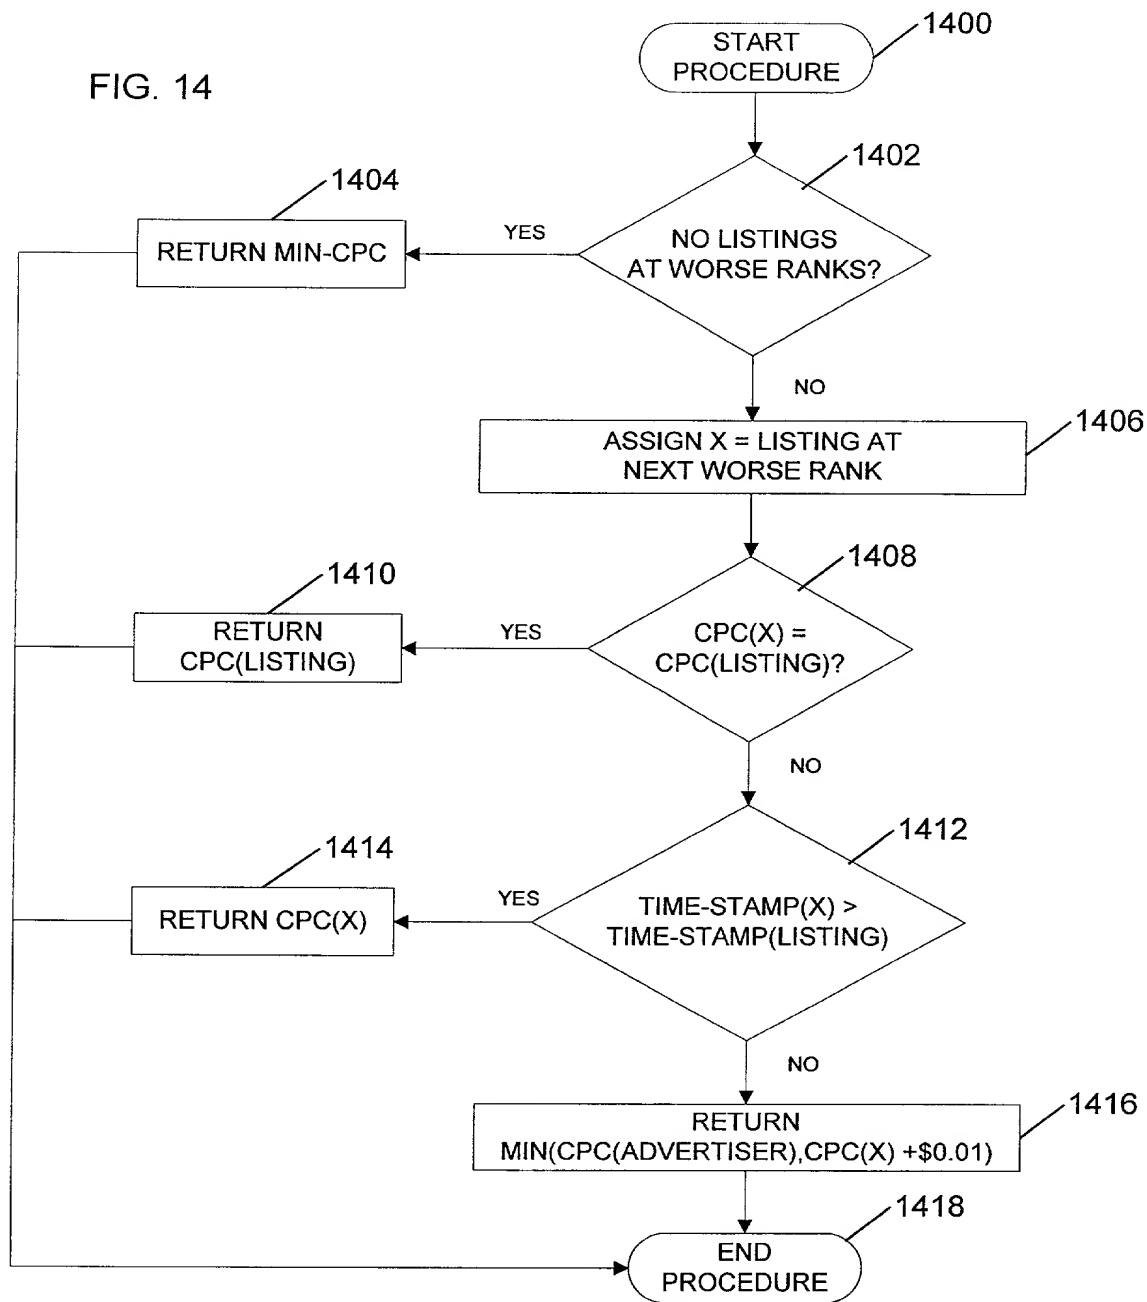 FIG. 14
START
PROCEDURE
1400
1402
NO LISTINGS
AT WORSE RANKS?
YES
1404
RETURN MIN-CPC
NO
1406
ASSIGN X = LISTING AT
NEXT WORSE RANK
1408
CPC(X) =
CPC(LISTING)?
YES
1410
RETURN
CPC(LISTING)
NO
1412
TIME-STAMP(X) >
TIME-STAMP(LISTING)
YES
1414
RETURN CPC(X)
NO
1416
RETURN
MIN(CPC(ADVERTISER),CPC(X) +$0.01)
1418
END
PROCEDURE